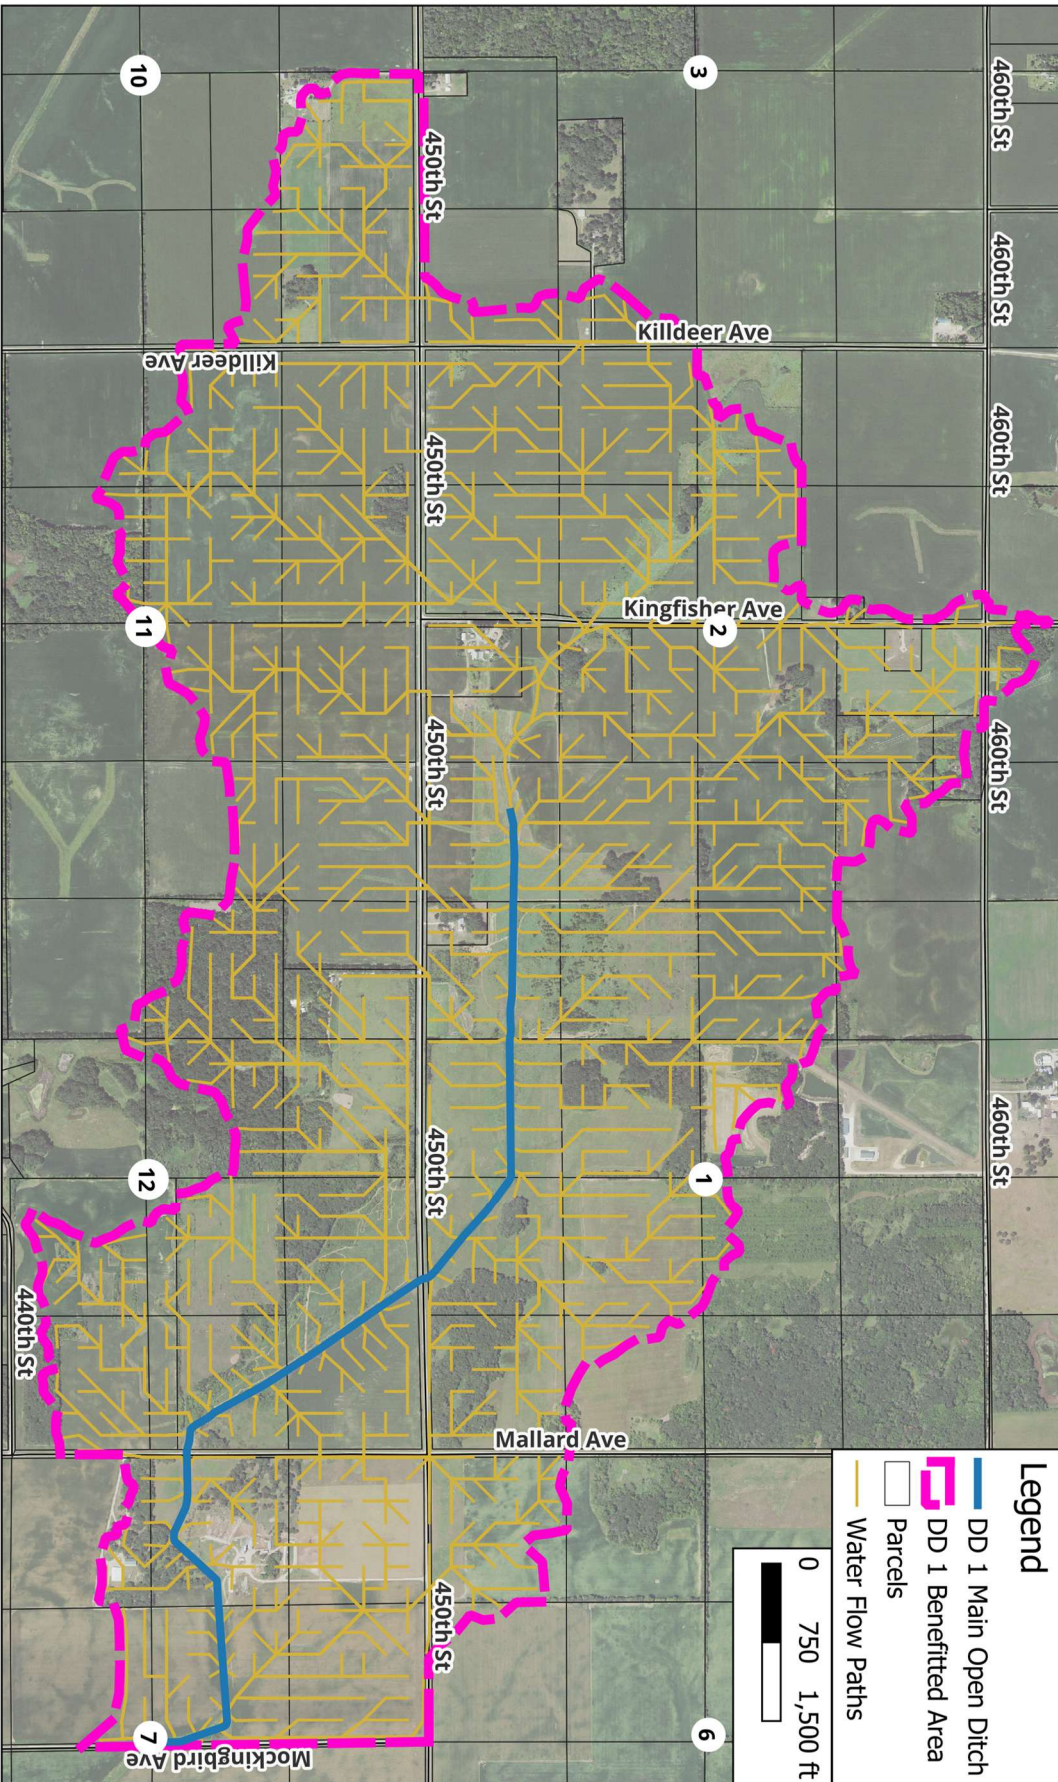 460th St
460th St
460th St
460th St
460th St
3
10
450th St
450th St
450th St
450th St
450th St
Killdeer Ave
Killdeer Ave
Kingfisher Ave
2
11
1
12
440th St
Mallard Ave
Mockingbird Ave
7
6
Legend
DD 1 Main Open Ditch
DD 1 Benefitted Area
Parcels
Water Flow Paths
0 750 1,500 ft